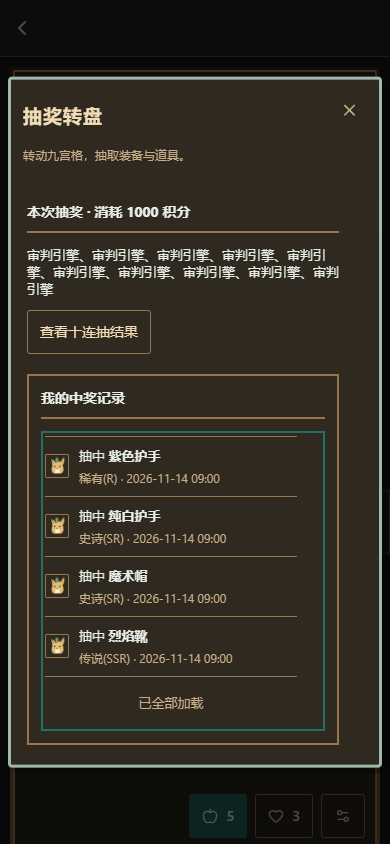 抽奖转盘
转动九宫格，抽取装备与道具。
本次抽奖 · 消耗 1000 积分
审判引擎、审判引擎、审判引擎、审判引擎、审判引
擎、审判引擎、审判引擎、审判引擎、审判引擎、审判
引擎
查看十连抽结果
我的中奖记录
抽中 紫色护手
稀有(R) · 2026-11-14 09:00
抽中 纯白护手
史诗(SR) · 2026-11-14 09:00
抽中 魔术帽
史诗(SR) · 2026-11-14 09:00
抽中 烈焰靴
传说(SSR) · 2026-11-14 09:00
已全部加载
5
3